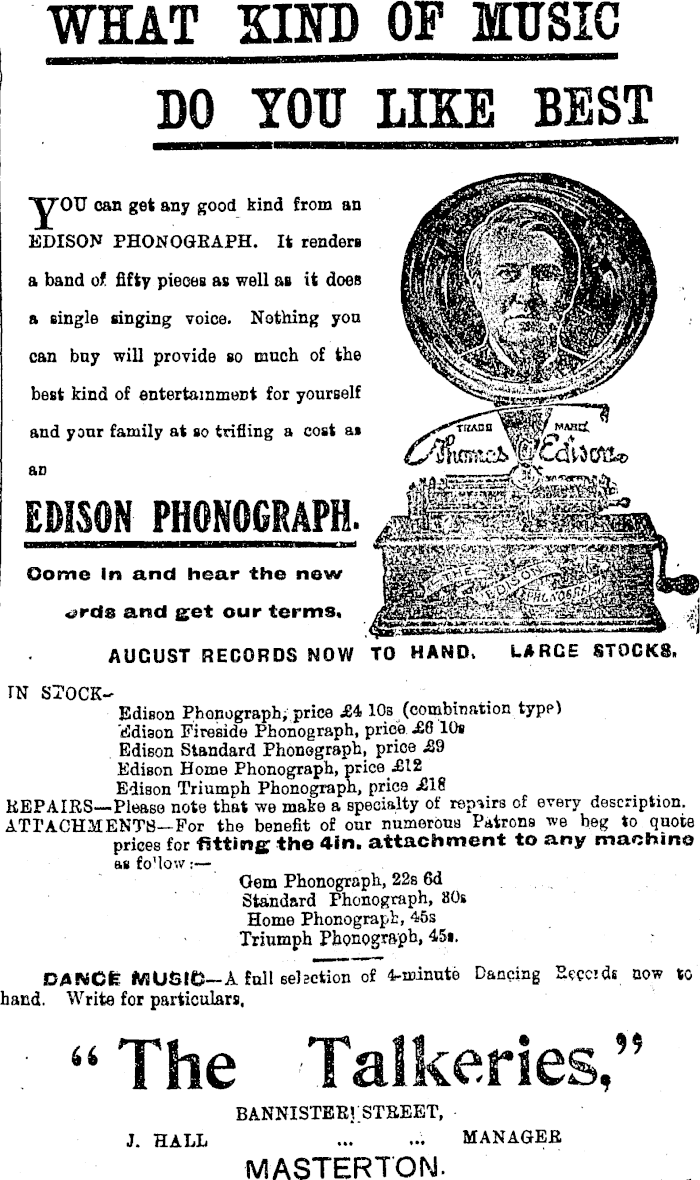 WHAT KIND OF MUSIC
DO YOU LIKE BEST
YOU can get any good kind from an
EDISON PHONOGRAPH. It renders
a band of fifty pieces as well as it does
a single singing voice. Nothing you
can buy will provide so much of the
best kind of entertainment for yourself
and your family at so trifling a cost as
an
EDISON PHONOGRAPH.
Come in and hear the new
ords and get our terms.
TRADE MARK
Thomas A Edison
THE EDISON PHONOGRAPH
AUGUST RECORDS NOW TO HAND. LARGE STOCKS.
IN STOCK—
Edison Phonograph, price £4 10s (combination type)
Edison Fireside Phonograph, price £6 10s
Edison Standard Phonograph, price £9
Edison Home Phonograph, price £12
Edison Triumph Phonograph, price £18
REPAIRS—Please note that we make a specialty of repairs of every description.
ATTACHMENTS—For the benefit of our numerous Patrons we beg to quote
prices for fitting the 4in. attachment to any machine
as follow:—
Gem Phonograph, 22s 6d
Standard Phonograph, 30s
Home Phonograph, 45s
Triumph Phonograph, 45s.
DANCE MUSIC—A full selection of 4-minute Dancing Records now to
hand. Write for particulars.
"The Talkeries,"
BANNISTER STREET,
J. HALL ... ... MANAGER
MASTERTON.